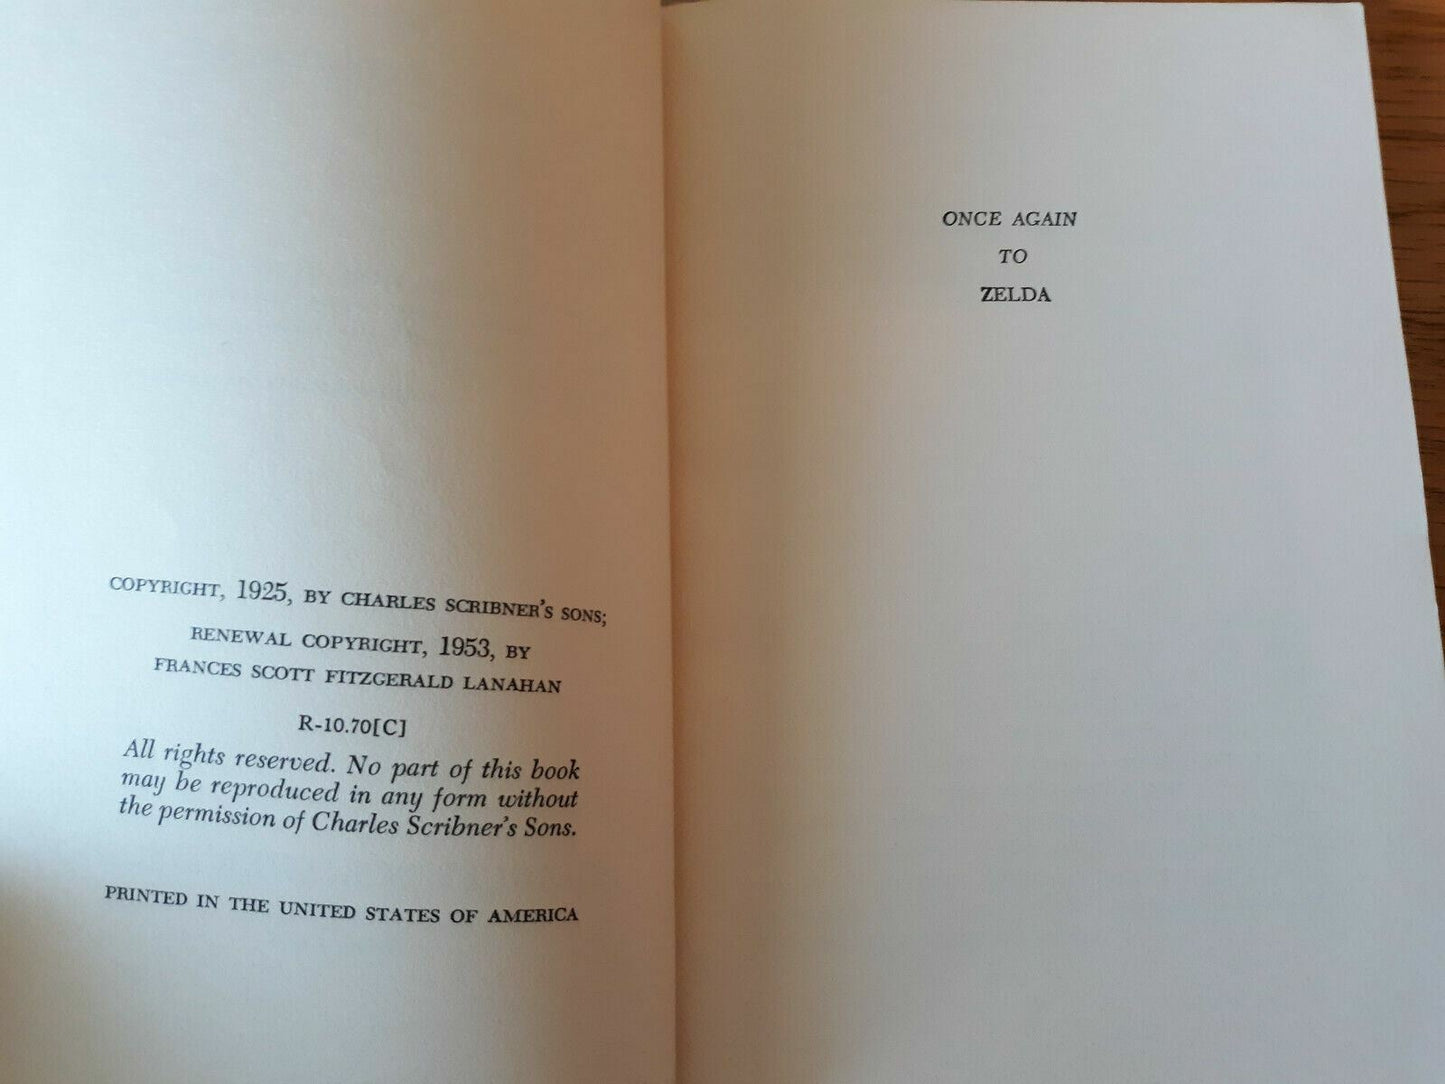 COPYRIGHT, 1925, BY CHARLES SCRIBNER'S SONS;
RENEWAL COPYRIGHT, 1953, BY
FRANCES SCOTT FITZGERALD LANAHAN
R-10.70[C]
All rights reserved. No part of this book
may be reproduced in any form without
the permission of Charles Scribner's Sons.
PRINTED IN THE UNITED STATES OF AMERICA
ONCE AGAIN
TO
ZELDA